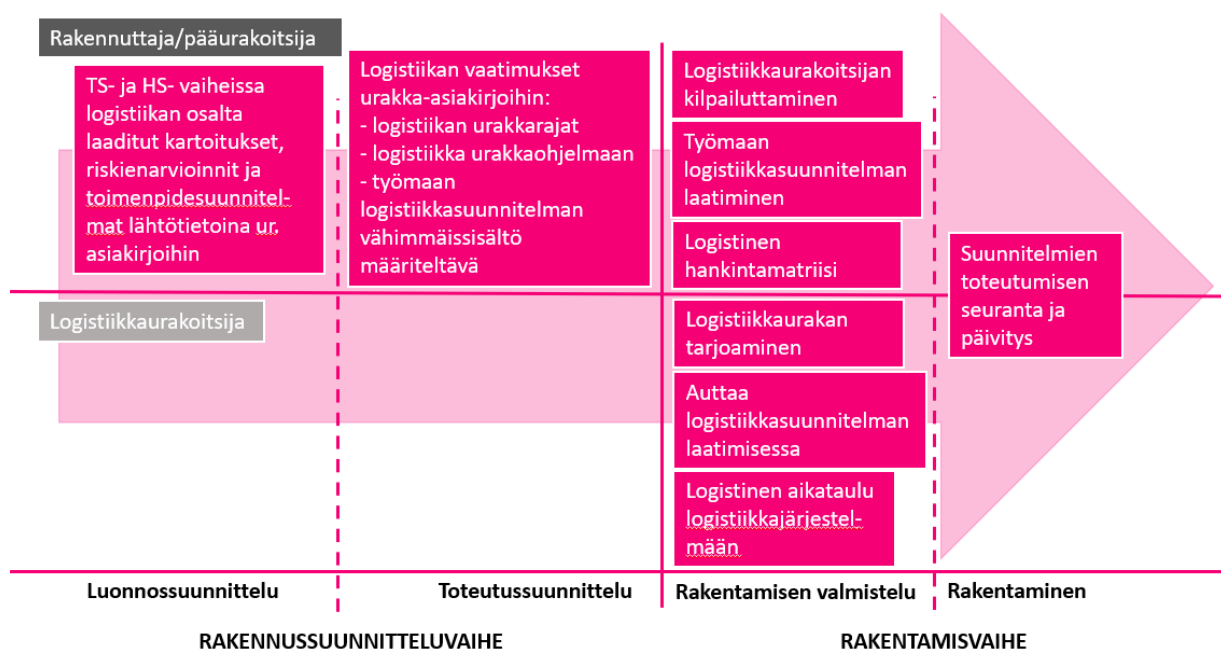 Rakennuttaja/pääurakoitsija
TS- ja HS- vaiheissa
logistiikan osalta
laaditut kartoitukset,
riskienarvioinnit ja
toimenpidesuunnitel-
mat lähtötietoina ur.
asiakirjoihin
Logistiikan vaatimukset
urakka-asiakirjoihin:
- logistiikan urakkarajat
- logistiikka urakkaohjelmaan
- työmaan
logistiikkasuunnitelman
vähimmäissisältö
määriteltävä
Logistiikkaurakoitsijan
kilpailuttaminen
Työmaan
logistiikkasuunnitelman
laatiminen
Logistinen
hankintamatriisi
Suunnitelmien
toteutumisen
seuranta ja
päivitys
Logistiikkaurakoitsija
Logistiikkaurakan
tarjoaminen
Auttaa
logistiikkasuunnitelman
laatimisessa
Logistinen aikataulu
logistiikkajärjestel-
mään
Luonnossuunnittelu
Toteutussuunnittelu
Rakentamisen valmistelu
Rakentaminen
RAKENNUSSUUNNITTELUVAIHE
RAKENTAMISVAIHE